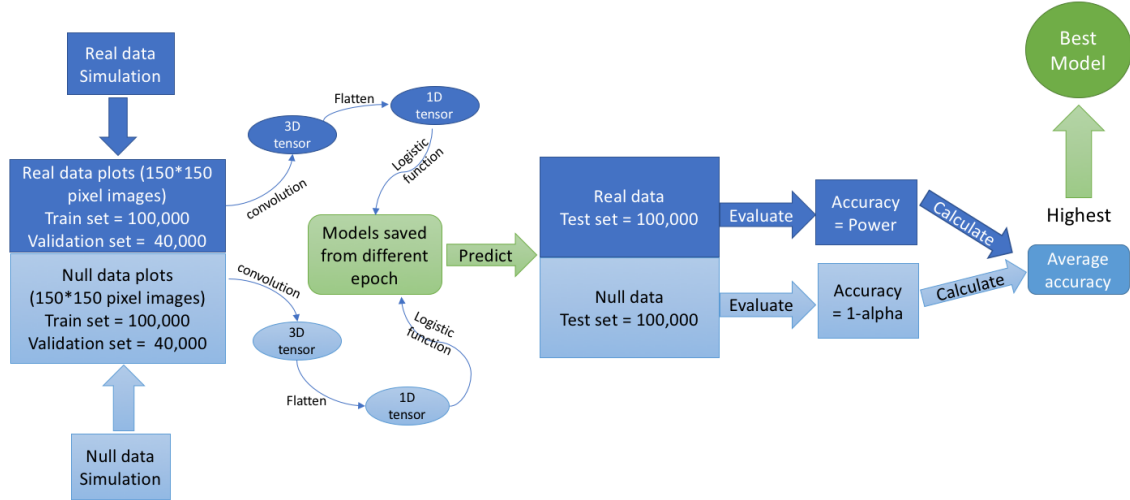 Real data
Simulation
Real data plots (150*150
pixel images)
Train set = 100,000
Validation set = 40,000
Null data plots
(150*150 pixel images)
Train set = 100,000
Validation set = 40,000
Null data
Simulation
convolution
3D
tensor
Flatten
1D
tensor
Logistic
function
convolution
3D
tensor
Flatten
1D
tensor
Logistic
function
Models saved
from different
epoch
Predict
Real data
Test set = 100,000
Null data
Test set = 100,000
Evaluate
Evaluate
Accuracy
= Power
Accuracy
= 1-alpha
Calculate
Calculate
Average
accuracy
Highest
Best
Model